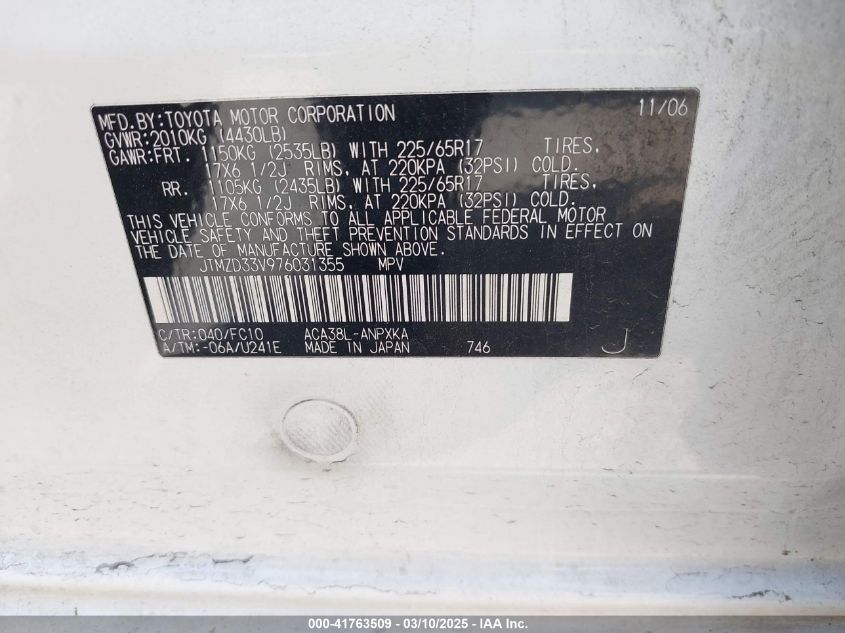 MFD.BY:TOYOTA MOTOR CORPORATION 11/06
GVWR:2010KG (4430LB)
GAWR:FRT. 1150KG (2535LB) WITH 225/65R17 TIRES,
17X6 1/2J RIMS, AT 220KPA (32PSI) COLD.
RR. 1105KG (2435LB) WITH 225/65R17 TIRES,
17X6 1/2J RIMS, AT 220KPA (32PSI) COLD.
THIS VEHICLE CONFORMS TO ALL APPLICABLE FEDERAL MOTOR
VEHICLE SAFETY AND THEFT PREVENTION STANDARDS IN EFFECT ON
THE DATE OF MANUFACTURE SHOWN ABOVE.
JTMZD33V976031355 MPV
C/TR:040/FC10 ACA38L-ANPXKA
A/TM:-06A/U241E MADE IN JAPAN 746 J
000-41763509 - 03/10/2025 - IAA Inc.